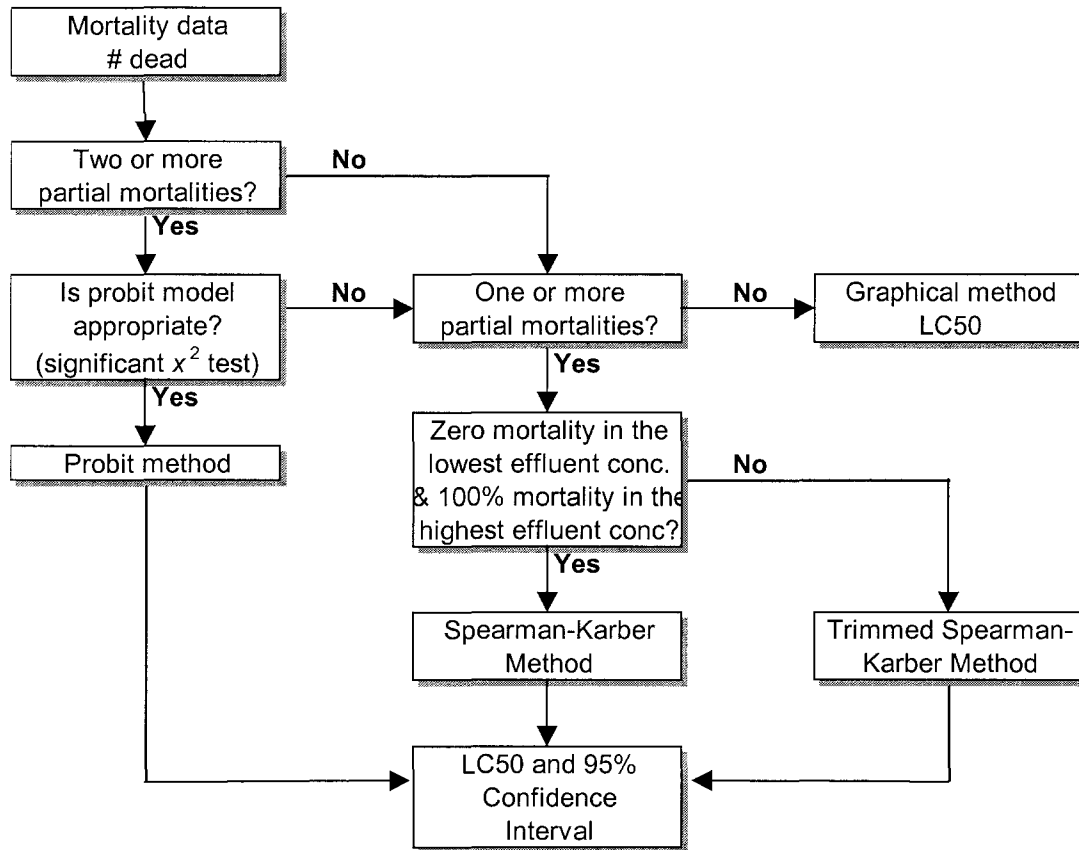 Mortality data
# dead
Two or more
partial mortalities?
No
Yes
Is probit model
appropriate?
(significant x² test)
No
One or more
partial mortalities?
No
Graphical method
LC50
Yes
Yes
Probit method
Zero mortality in the
lowest effluent conc.
& 100% mortality in the
highest effluent conc?
No
Yes
Spearman-Karber
Method
Trimmed Spearman-
Karber Method
LC50 and 95%
Confidence
Interval